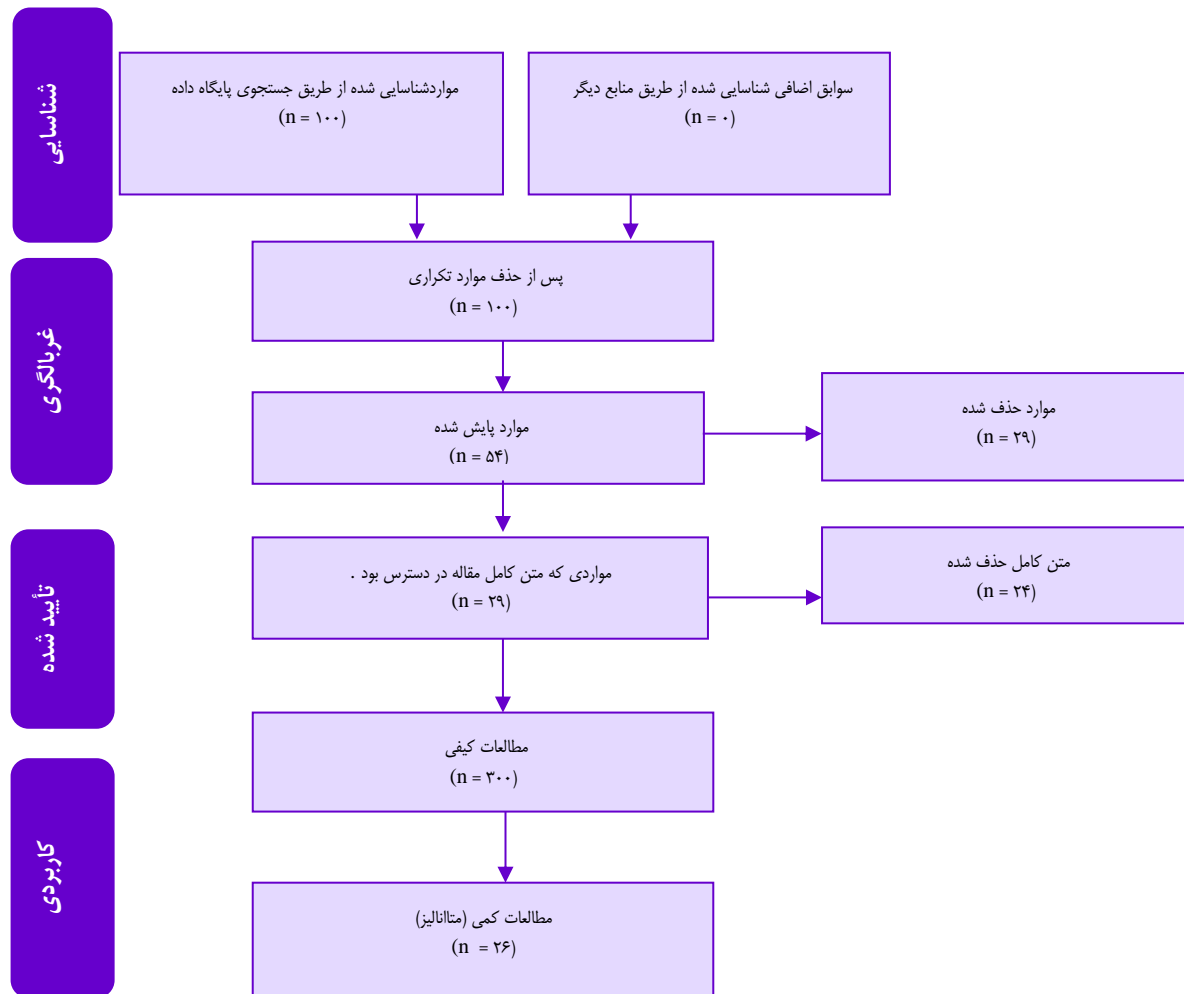 شناسایی
مواردشناسایی شده از طریق جستجوی پایگاه داده
(n = ۱۰۰)
سوابق اضافی شناسایی شده از طریق منابع دیگر
(n = ۰)
غربالگری
پس از حذف موارد تکراری
(n = ۱۰۰)
موارد پایش شده
(n = ۵۴)
موارد حذف شده
(n = ۲۹)
تأیید شده
مواردی که متن کامل مقاله در دسترس بود .
(n = ۲۹)
متن کامل حذف شده
(n = ۲۴)
مطالعات کیفی
(n = ۳۰۰)
کاربردی
مطالعات کمی (متاانالیز)
(n = ۲۶)